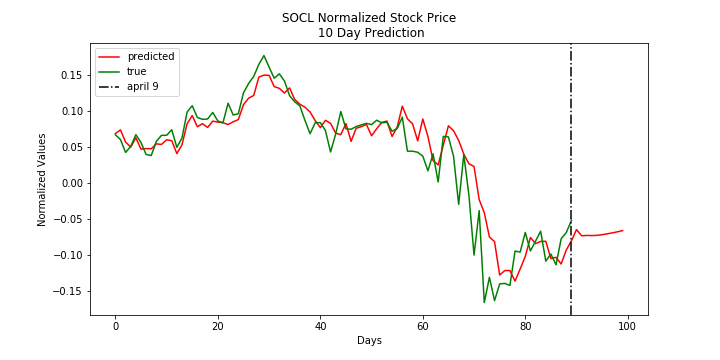 SOCL Normalized Stock Price
10 Day Prediction
predicted
true
april 9
Normalized Values
0.15
0.10
0.05
0.00
−0.05
−0.10
−0.15
0
20
40
60
80
100
Days